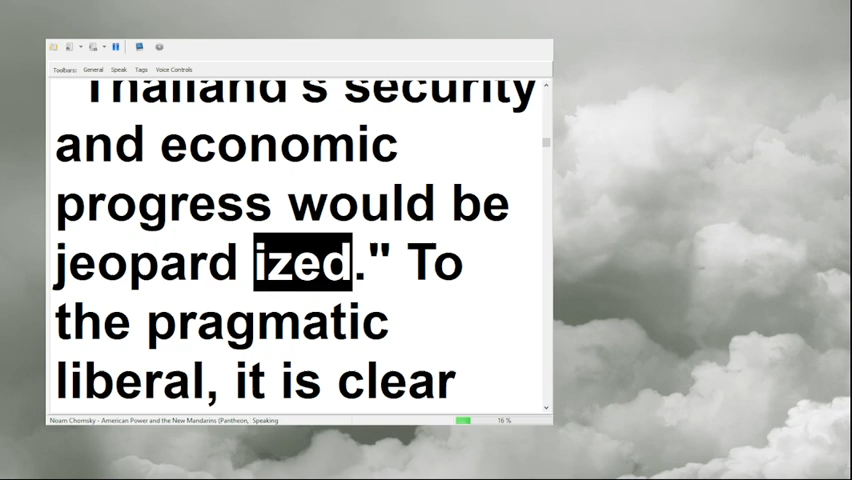 Toolbars: General Speak Tags Voice Controls
"Thailand's security
and economic
progress would be
jeopard ized." To
the pragmatic
liberal, it is clear
Noam Chomsky - American Power and the New Mandarins (Pantheon, Speaking 16 %